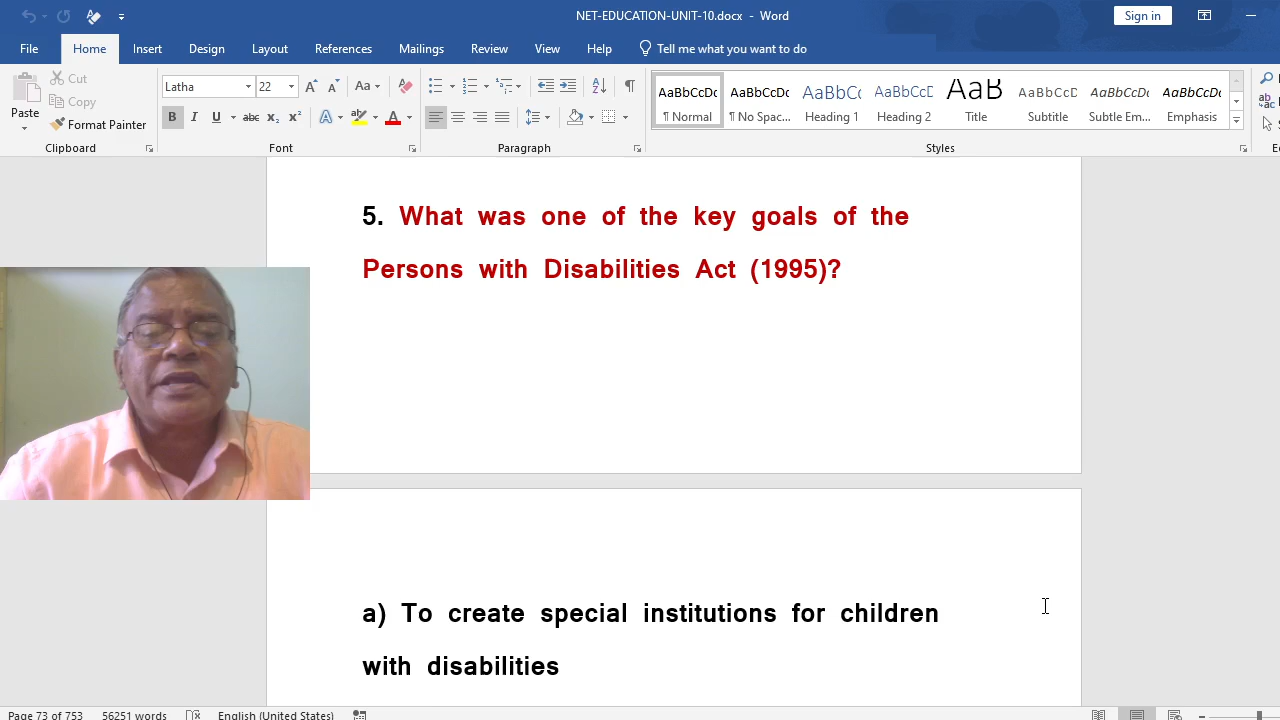 NET-EDUCATION-UNIT-10.docx - Word
Sign in
File Home Insert Design Layout References Mailings Review View Help Tell me what you want to do
Cut
Copy
Format Painter
Paste
Latha 22
Clipboard Font Paragraph Styles
AaBbCcDc AaBbCcDc AaBbCc AaBbCcD AaB AaBbCcD AaBbCcDc AaBbCcDc
¶ Normal ¶ No Spac... Heading 1 Heading 2 Title Subtitle Subtle Em... Emphasis
5. What was one of the key goals of the
Persons with Disabilities Act (1995)?
a) To create special institutions for children
with disabilities
Page 73 of 753 56251 words English (United States)